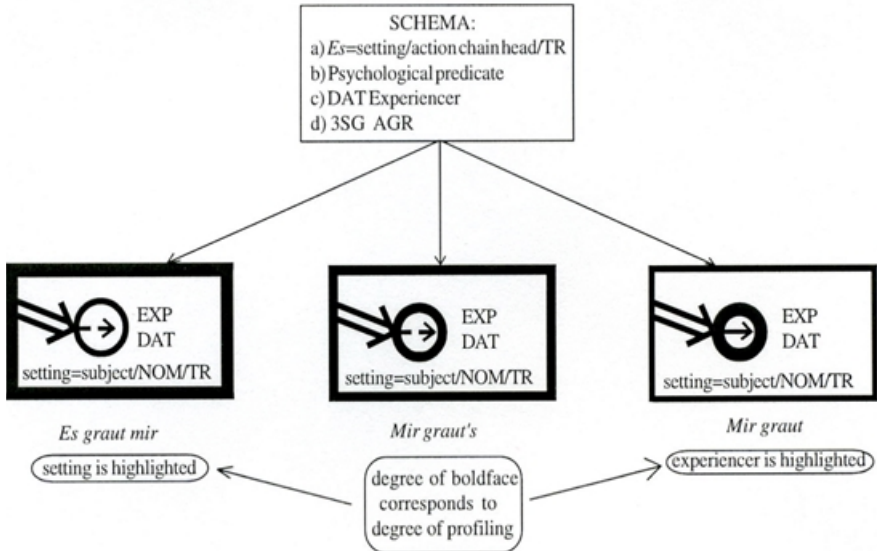 SCHEMA:
a) Es=setting/action chain head/TR
b) Psychological predicate
c) DAT Experiencer
d) 3SG AGR
EXP
DAT
setting=subject/NOM/TR
EXP
DAT
setting=subject/NOM/TR
EXP
DAT
setting=subject/NOM/TR
Es graut mir
Mir graut's
Mir graut
setting is highlighted
experiencer is highlighted
degree of boldface
corresponds to
degree of profiling